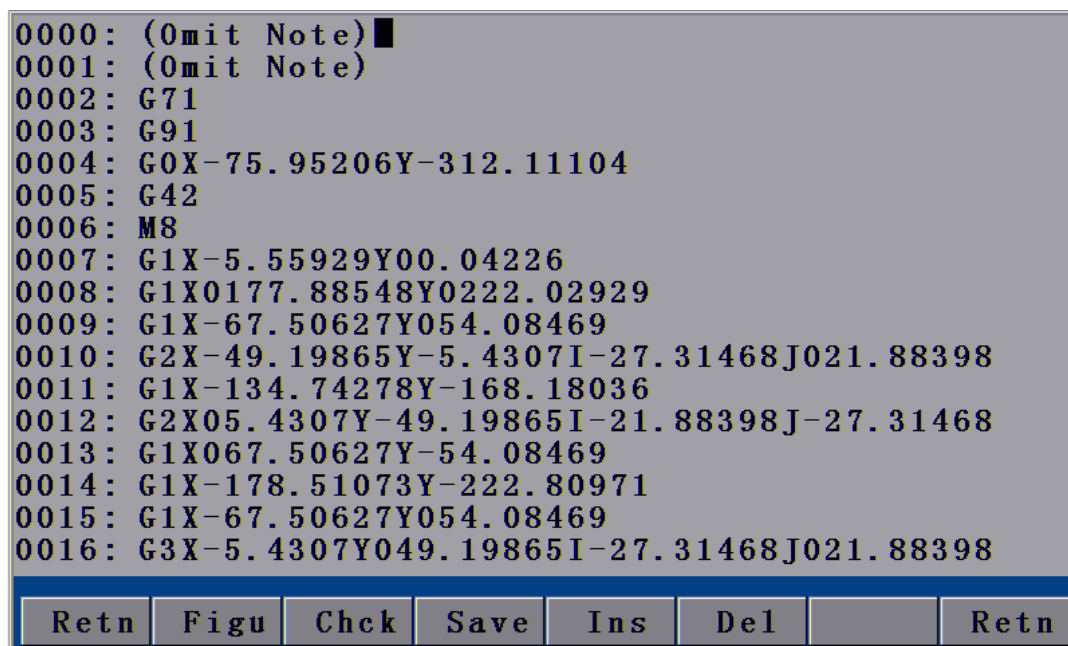 0000: (Omit Note)
0001: (Omit Note)
0002: G71
0003: G91
0004: G0X-75.95206Y-312.11104
0005: G42
0006: M8
0007: G1X-5.55929Y00.04226
0008: G1X0177.88548Y0222.02929
0009: G1X-67.50627Y054.08469
0010: G2X-49.19865Y-5.4307I-27.31468J021.88398
0011: G1X-134.74278Y-168.18036
0012: G2X05.4307Y-49.19865I-21.88398J-27.31468
0013: G1X067.50627Y-54.08469
0014: G1X-178.51073Y-222.80971
0015: G1X-67.50627Y054.08469
0016: G3X-5.4307Y049.19865I-27.31468J021.88398
Retn Figu Chck Save Ins Del Retn